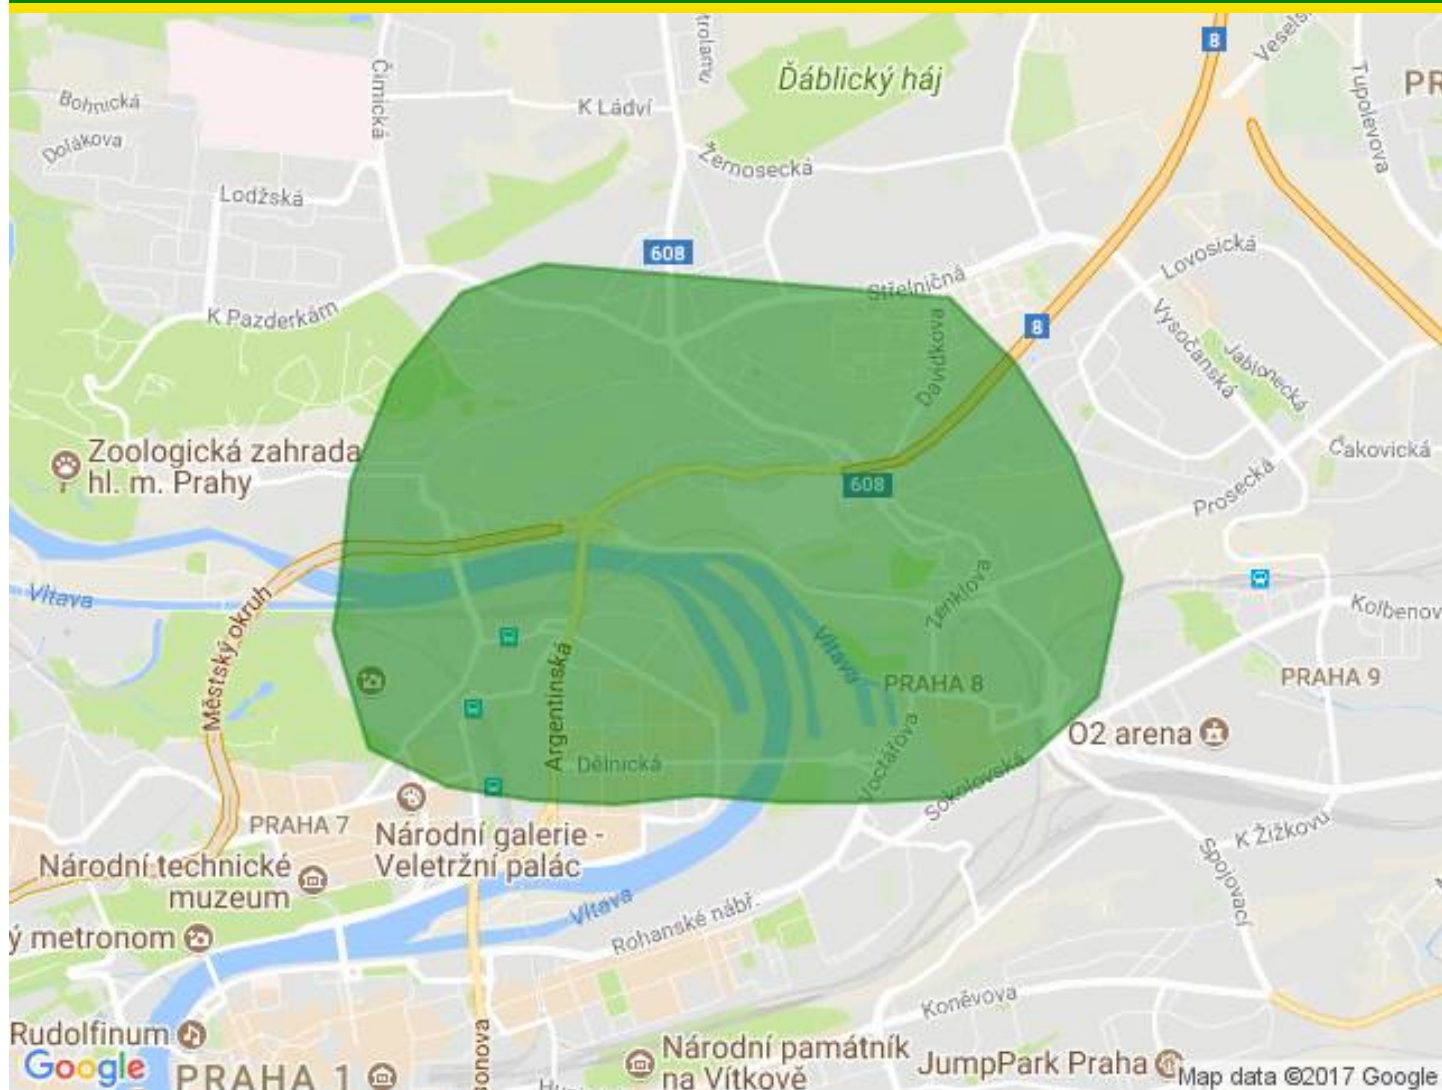 8
Ďáblický háj
Tupolevova
Bohnická
Čimická
K Ládví
Dolákova
Žernosecká
Lodžská
608
Lovosická
Střelničná
K Pazderkám
Vysočanská
8
Davídkova
Jablonecká
Zoologická zahrada
hl. m. Prahy
Čakovická
608
Prosecká
Vltava
Městský okruh
Zenklova
Kolbenov
Vltava
Argentinská
PRAHA 8
PRAHA 9
O2 arena
Voctářova
Dělnická
Sokolovská
PRAHA 7
Národní galerie -
Veletržní palác
K Žižkovu
Národní technické
muzeum
Spojovací
Vltava
Rohanské nábř.
ý metronom
Koněvova
Rudolfinum
Národní památník
na Vítkově
JumpPark Praha
Google
PRAHA 1
Map data ©2017 Google